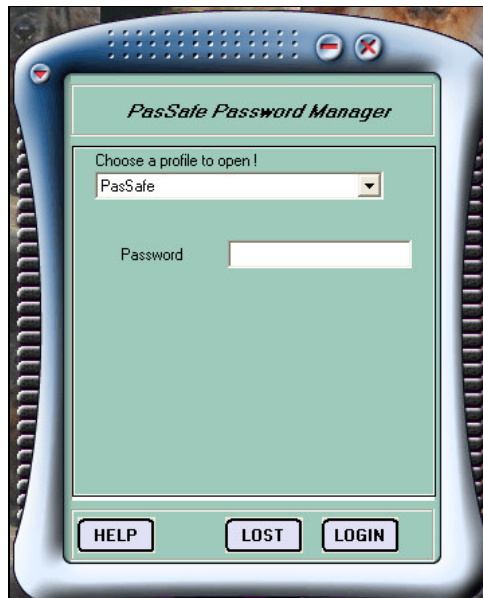 PasSafe Password Manager
Choose a profile to open !
PasSafe
Password
HELP LOST LOGIN